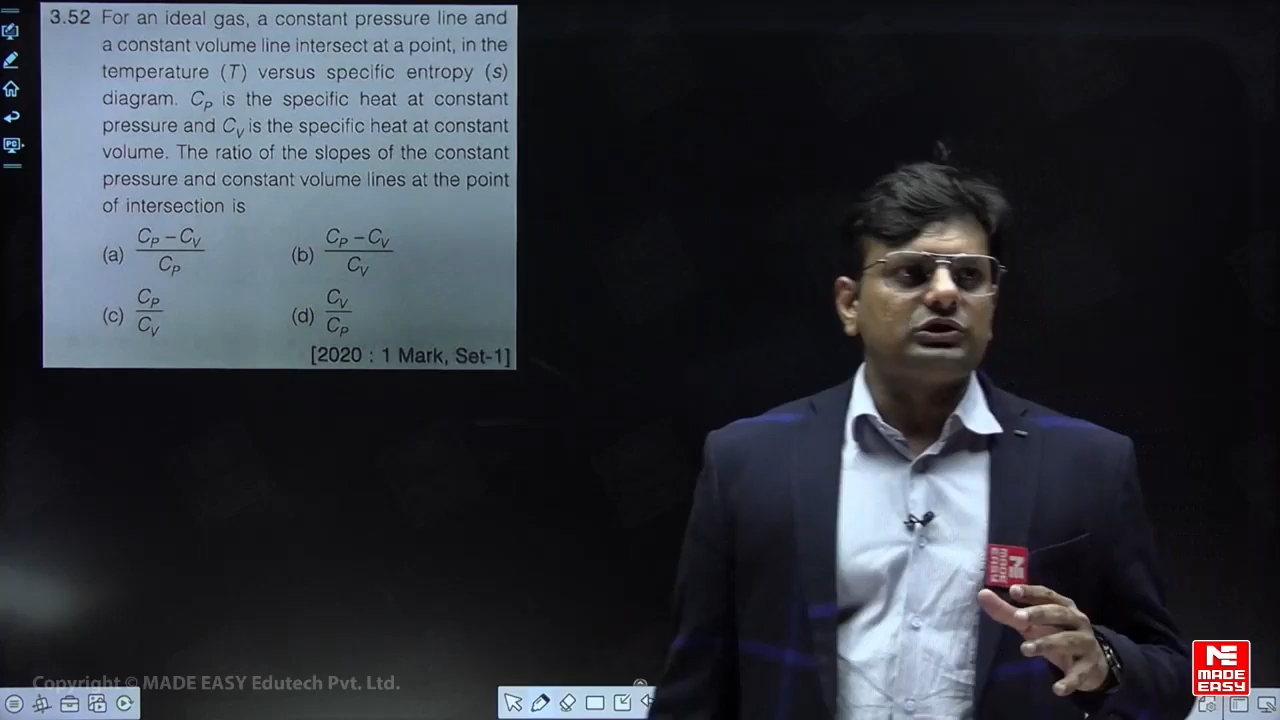 3.52 For an ideal gas, a constant pressure line and
a constant volume line intersect at a point, in the
temperature (T) versus specific entropy (s)
diagram. C_P is the specific heat at constant
pressure and C_V is the specific heat at constant
volume. The ratio of the slopes of the constant
pressure and constant volume lines at the point
of intersection is
(a) (C_P – C_V)/C_P (b) (C_P – C_V)/C_V
(c) C_P/C_V (d) C_V/C_P
[2020 : 1 Mark, Set-1]
MADE EASY
Copyright © MADE EASY Edutech Pvt. Ltd.
MADE
EASY
PC